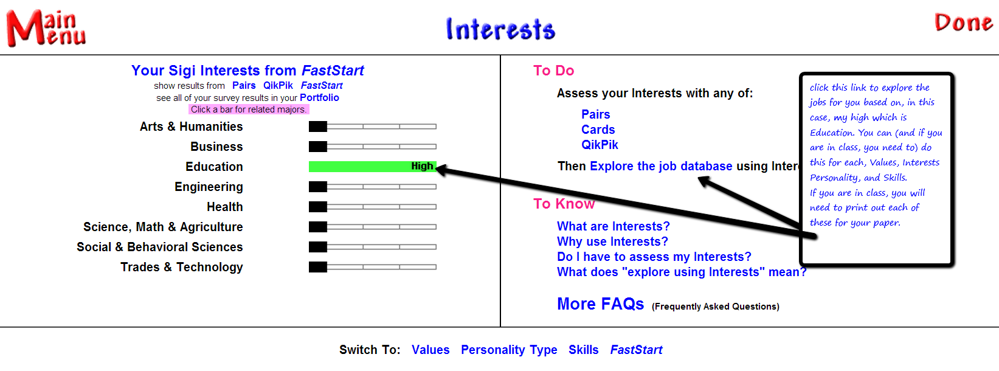 Main Menu
Interests
Done
Your Sigi Interests from FastStart
show results from Pairs QikPik FastStart
see all of your survey results in your Portfolio
Click a bar for related majors.
Arts & Humanities
Business
Education High
Engineering
Health
Science, Math & Agriculture
Social & Behavioral Sciences
Trades & Technology
To Do
Assess your Interests with any of:
Pairs
Cards
QikPik
Then Explore the job database using
To Know
What are Interests?
Why use Interests?
Do I have to assess my Interests?
What does "explore using Interests" mean?
More FAQs (Frequently Asked Questions)
click this link to explore the
jobs for you based on, in this
case, my high which is
Education. You can (and if you
are in class, you need to) do
this for each, Values, Interests
Personality, and Skills.
If you are in class, you will
need to print out each of
these for your paper.
Switch To: Values Personality Type Skills FastStart